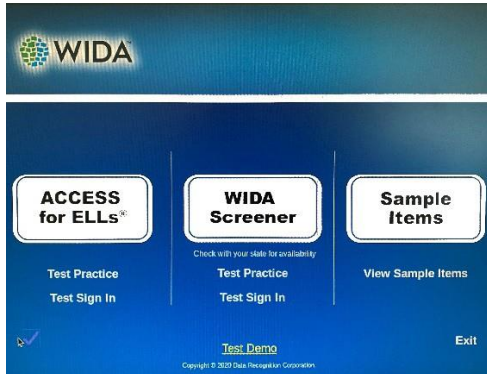 WIDA
ACCESS
for ELLs®
WIDA
Screener
Sample
Items
Check with your state for availability
Test Practice
Test Practice
View Sample Items
Test Sign In
Test Sign In
Test Demo
Exit
Copyright © 2020 Data Recognition Corporation.